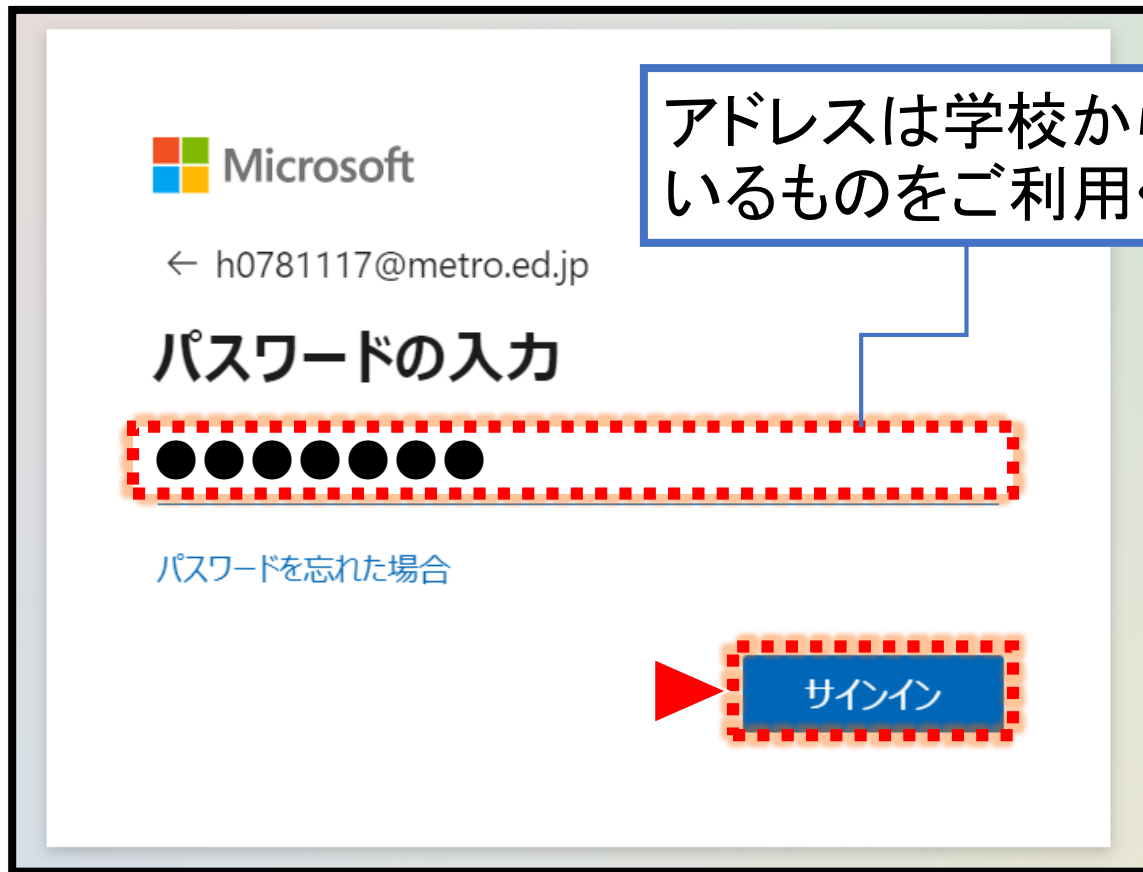 アドレスは学校か
いるものをご利用
Microsoft
← h0781117@metro.ed.jp
パスワードの入力
●●●●●●●
パスワードを忘れた場合
サインイン